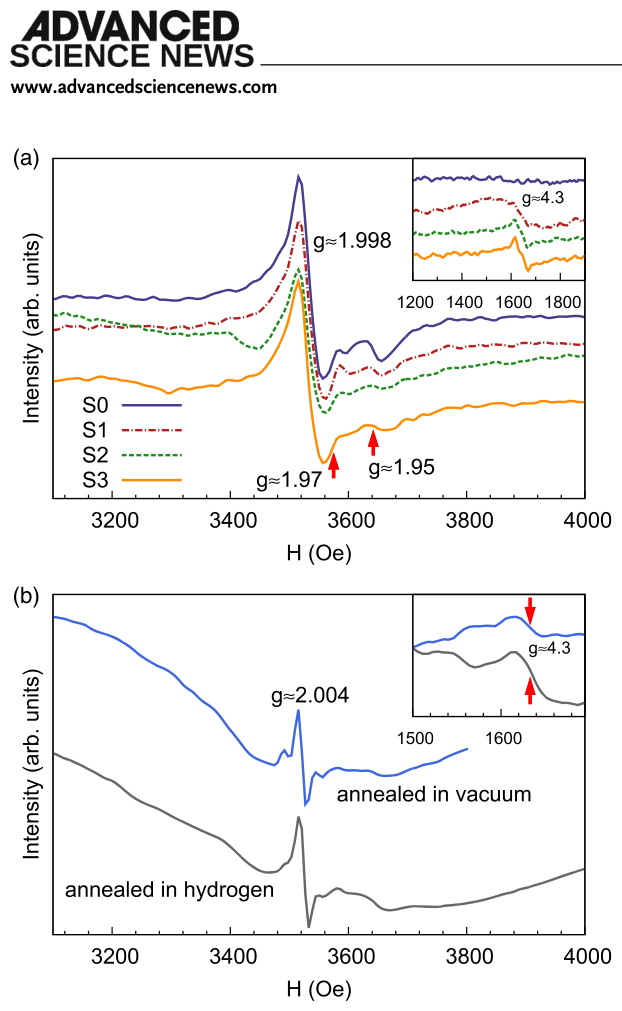 ADVANCED
SCIENCE NEWS
www.advancedsciencenews.com
(a)
Intensity (arb. units)
g≈1.998
g≈4.3
1200 1400 1600 1800
S0
S1
S2
S3
g≈1.97
g≈1.95
3200 3400 3600 3800 4000
H (Oe)
(b)
Intensity (arb. units)
g≈2.004
g≈4.3
1500 1600
annealed in vacuum
annealed in hydrogen
3200 3400 3600 3800 4000
H (Oe)